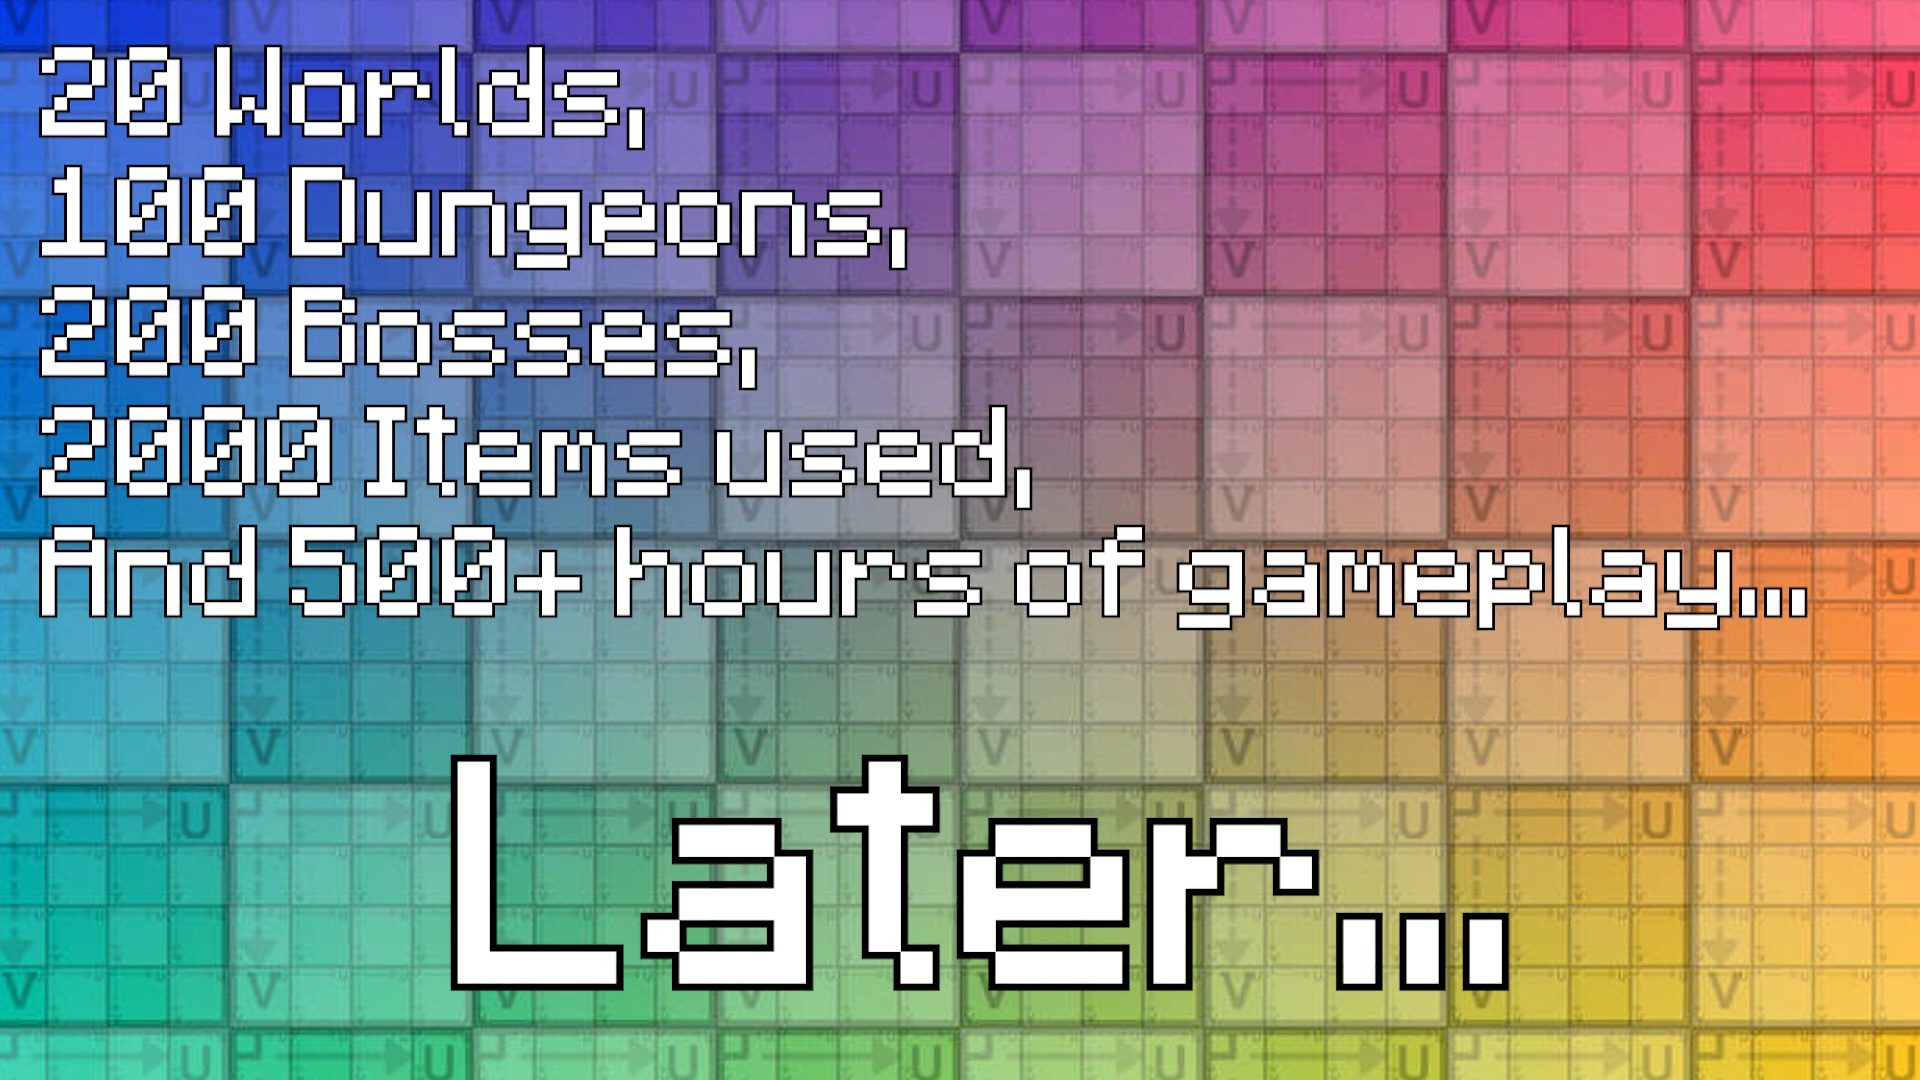 20 Worlds,
100 Dungeons,
200 Bosses,
2000 Items used,
And 500+ hours of gameplay...
Later...